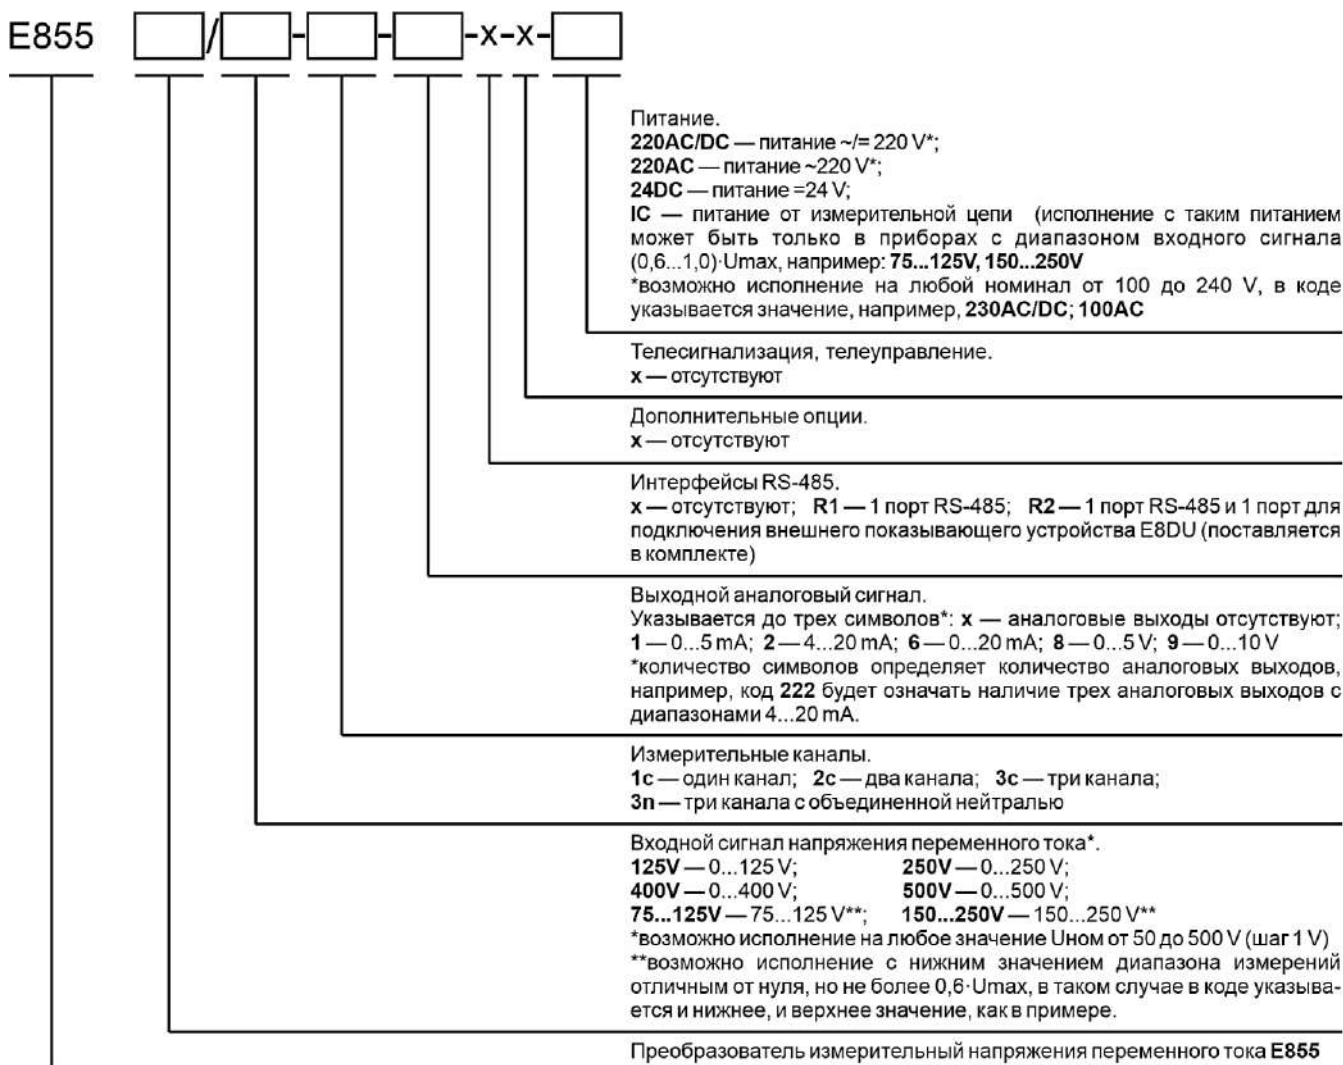 E855 / - - -x-x-
Питание.
220AC/DC — питание ~/= 220 V*;
220AC — питание ~220 V*;
24DC — питание =24 V;
IC — питание от измерительной цепи (исполнение с таким питанием
может быть только в приборах с диапазоном входного сигнала
(0,6...1,0)·Umax, например: 75...125V, 150...250V
*возможно исполнение на любой номинал от 100 до 240 V, в коде
указывается значение, например, 230AC/DC; 100AC
Телесигнализация, телеуправление.
x — отсутствуют
Дополнительные опции.
x — отсутствуют
Интерфейсы RS-485.
x — отсутствуют; R1 — 1 порт RS-485; R2 — 1 порт RS-485 и 1 порт для
подключения внешнего показывающего устройства E8DU (поставляется
в комплекте)
Выходной аналоговый сигнал.
Указывается до трех символов*: x — аналоговые выходы отсутствуют;
1 — 0...5 mA; 2 — 4...20 mA; 6 — 0...20 mA; 8 — 0...5 V; 9 — 0...10 V
*количество символов определяет количество аналоговых выходов,
например, код 222 будет означать наличие трех аналоговых выходов с
диапазонами 4...20 mA.
Измерительные каналы.
1c — один канал; 2c — два канала; 3c — три канала;
3n — три канала с объединенной нейтралью
Входной сигнал напряжения переменного тока*.
125V — 0...125 V; 250V — 0...250 V;
400V — 0...400 V; 500V — 0...500 V;
75...125V — 75...125 V**; 150...250V — 150...250 V**
*возможно исполнение на любое значение Uном от 50 до 500 V (шаг 1 V)
**возможно исполнение с нижним значением диапазона измерений
отличным от нуля, но не более 0,6·Umax, в таком случае в коде указыва-
ется и нижнее, и верхнее значение, как в примере.
Преобразователь измерительный напряжения переменного тока E855